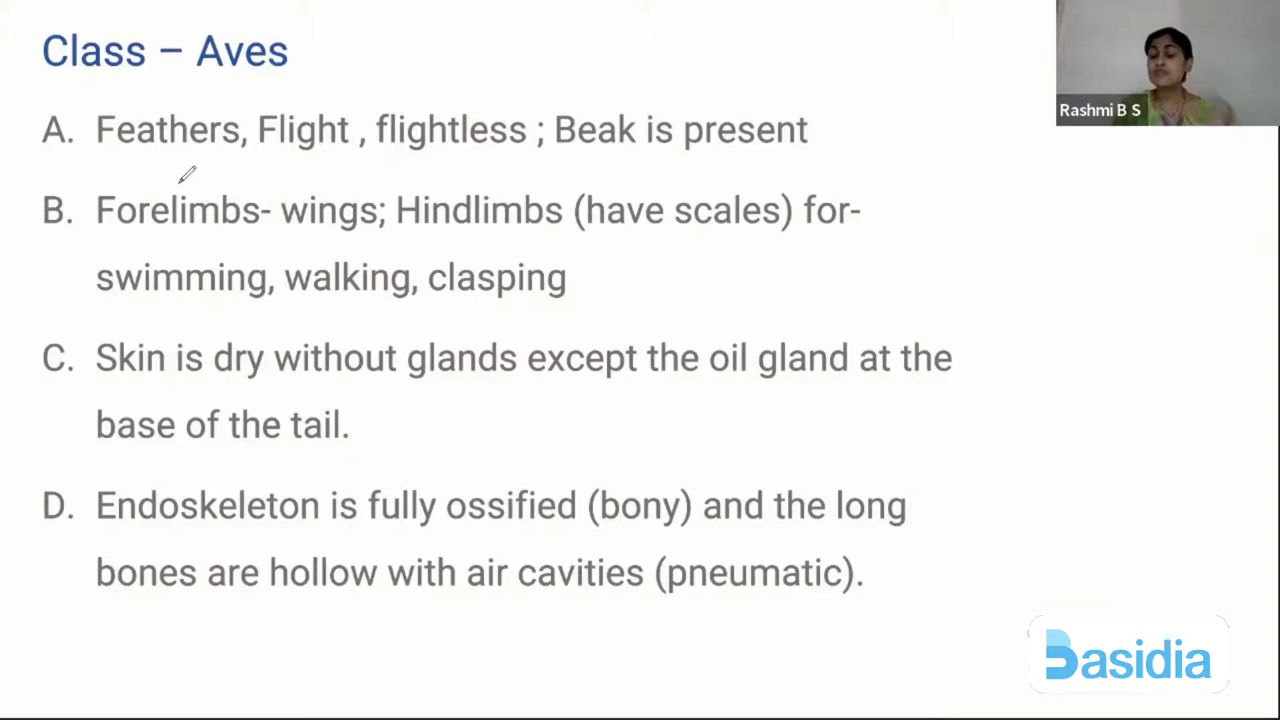 Class – Aves
A. Feathers, Flight , flightless ; Beak is present
B. Forelimbs- wings; Hindlimbs (have scales) for-
swimming, walking, clasping
C. Skin is dry without glands except the oil gland at the
base of the tail.
D. Endoskeleton is fully ossified (bony) and the long
bones are hollow with air cavities (pneumatic).
Rashmi B S
Basidia